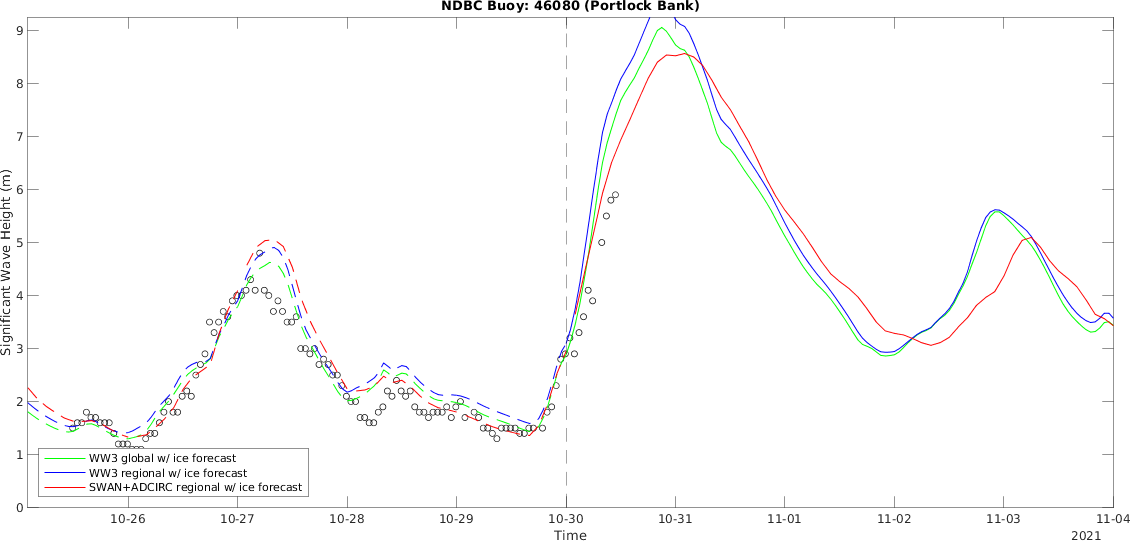 NDBC Buoy: 46080 (Portlock Bank)
Significant Wave Height (m)
9
8
7
6
5
4
3
2
1
0
WW3 global w/ ice forecast
WW3 regional w/ ice forecast
SWAN+ADCIRC regional w/ ice forecast
10-26 10-27 10-28 10-29 10-30 10-31 11-01 11-02 11-03 11-04
Time
2021